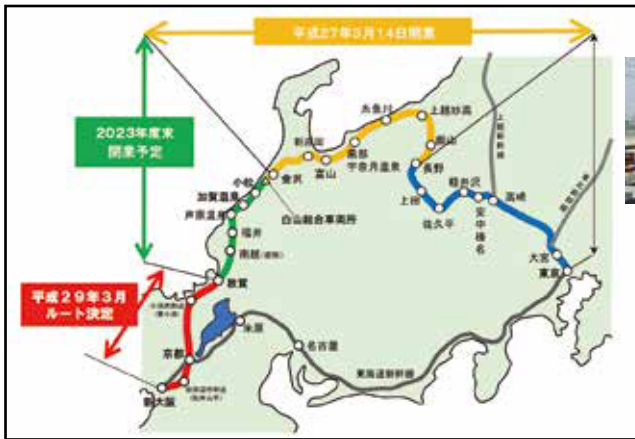 平成27年3月14日開業
2023年度末
開業予定
平成29年3月
ルート決定
糸魚川
上越妙高
飯山
長野
上田
佐久平
軽井沢
安中榛名
高崎
大宮
東京
上越新幹線
新高岡
富山
黒部
宇奈月温泉
金沢
小松
加賀温泉
芦原温泉
福井
南越(仮称)
敦賀
白山総合車両所
京都
新大阪
米原
名古屋
東海道新幹線